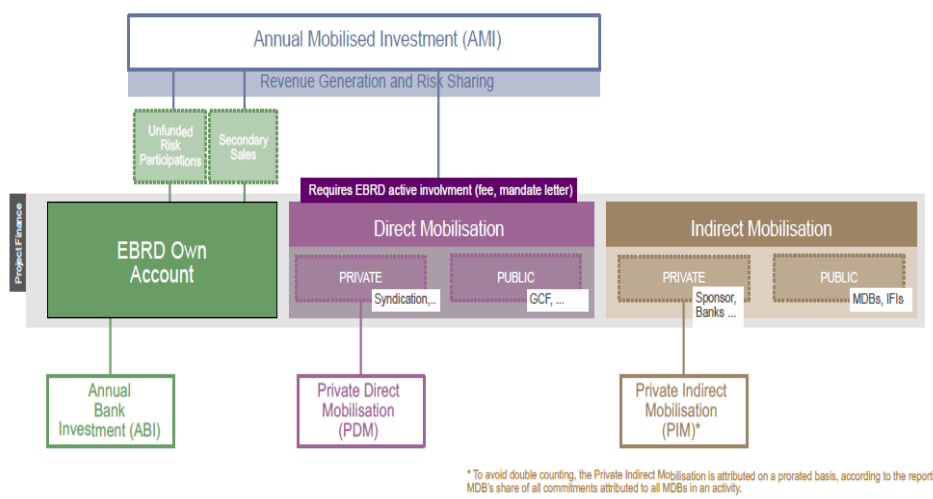 Annual Mobilised Investment (AMI)
Revenue Generation and Risk Sharing
Unfunded
Risk
Participations
Secondary
Sales
Requires EBRD active involvment (fee, mandate letter)
Project Finance
EBRD Own
Account
Direct Mobilisation
PRIVATE
Syndication,..
PUBLIC
GCF, ...
Indirect Mobilisation
PRIVATE
Sponsor,
Banks ...
PUBLIC
MDBs, IFIs
Annual
Bank
Investment (ABI)
Private Direct
Mobilisation
(PDM)
Private Indirect
Mobilisation
(PIM)*
* To avoid double counting, the Private Indirect Mobilisation is attributed on a prorated basis, according to the report
MDB's share of all commitments attributed to all MDBs in an activity.